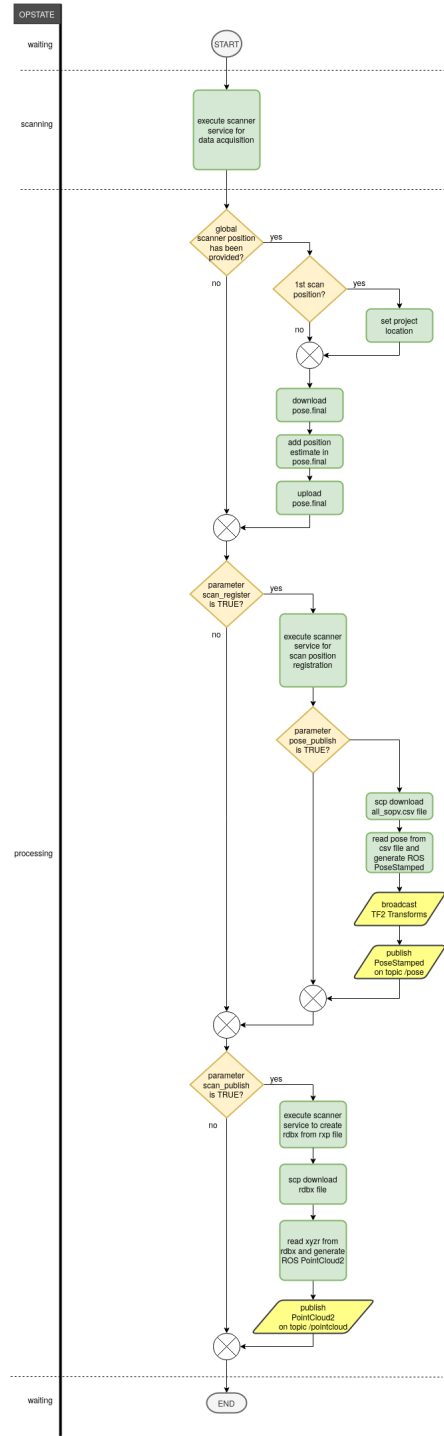 OPSTATE
waiting
START
scanning
execute scanner
service for
data acquisition
global
scanner position
has been
provided?
yes
no
1st scan
position?
yes
no
set project
location
download
pose.final
add position
estimate in
pose.final
upload
pose.final
parameter
scan_register
is TRUE?
yes
no
execute scanner
service for
scan position
registration
parameter
pose_publish
is TRUE?
scp download
all_sopv.csv file
processing
read pose from
csv file and
generate ROS
PoseStamped
broadcast
TF2 Transforms
publish
PoseStamped
on topic /pose
parameter
scan_publish
is TRUE?
yes
no
execute scanner
service to create
rdbx from rxp file
scp download
rdbx file
read xyzr from
rdbx and generate
ROS PointCloud2
publish
PointCloud2
on topic /pointcloud
waiting
END